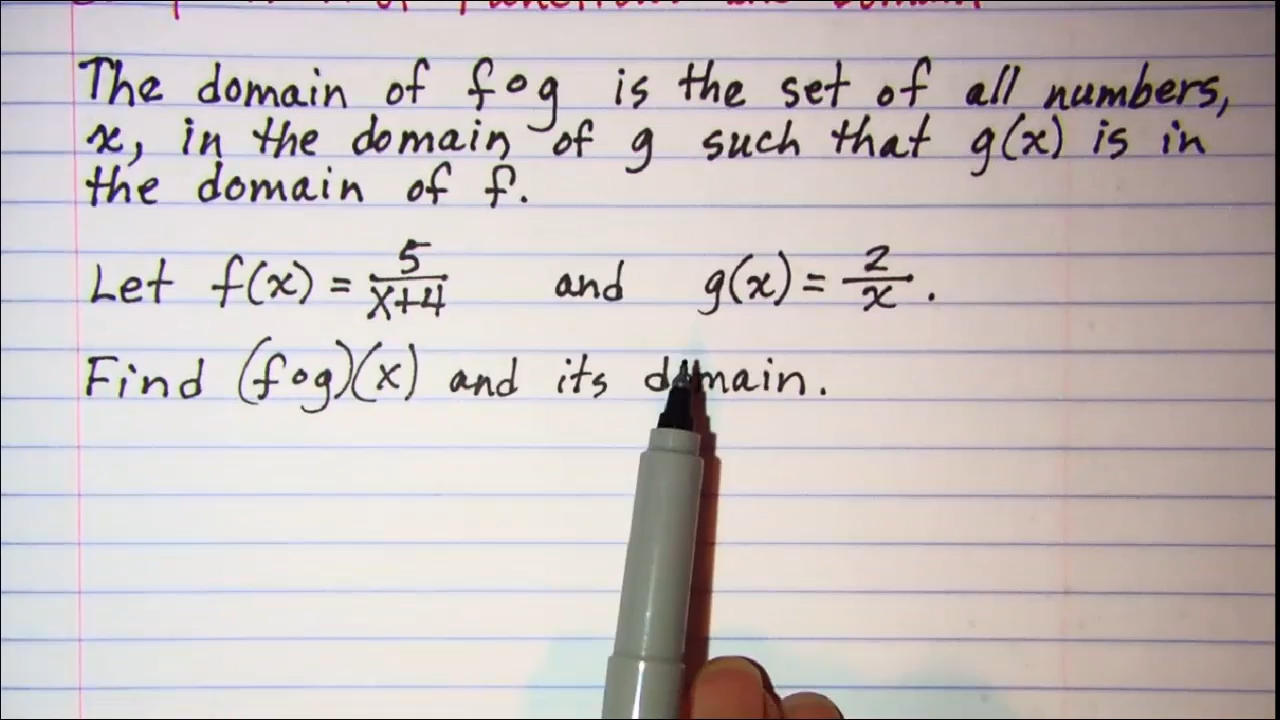 The domain of f∘g is the set of all numbers,
x, in the domain of g such that g(x) is in
the domain of f.
Let f(x) = 5/(x+4) and g(x) = 2/x.
Find (f∘g)(x) and its domain.